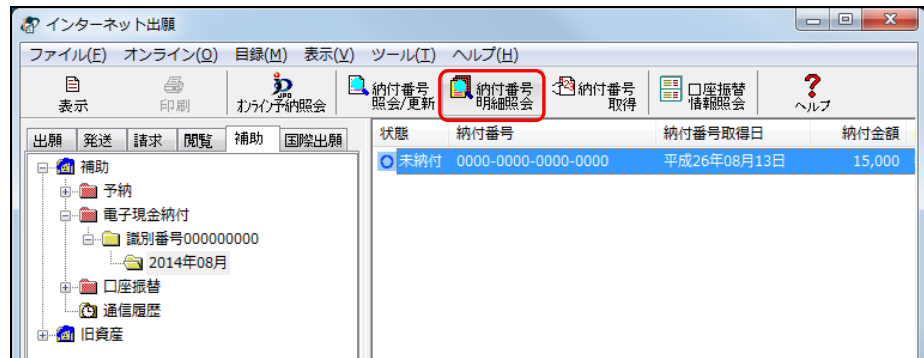 インターネット出願
ファイル(F) オンライン(O) 目録(M) 表示(V) ツール(T) ヘルプ(H)
表示
印刷
JPO
オンライン予納照会
納付番号
照会/更新
納付番号
明細照会
納付番号
取得
口座振替
情報照会
ヘルプ
出願 発送 請求 閲覧 補助 国際出願
補助
予納
電子現金納付
識別番号000000000
2014年08月
口座振替
通信履歴
旧資産
状態 納付番号 納付番号取得日 納付金額
未納付 0000-0000-0000-0000 平成26年08月13日 15,000